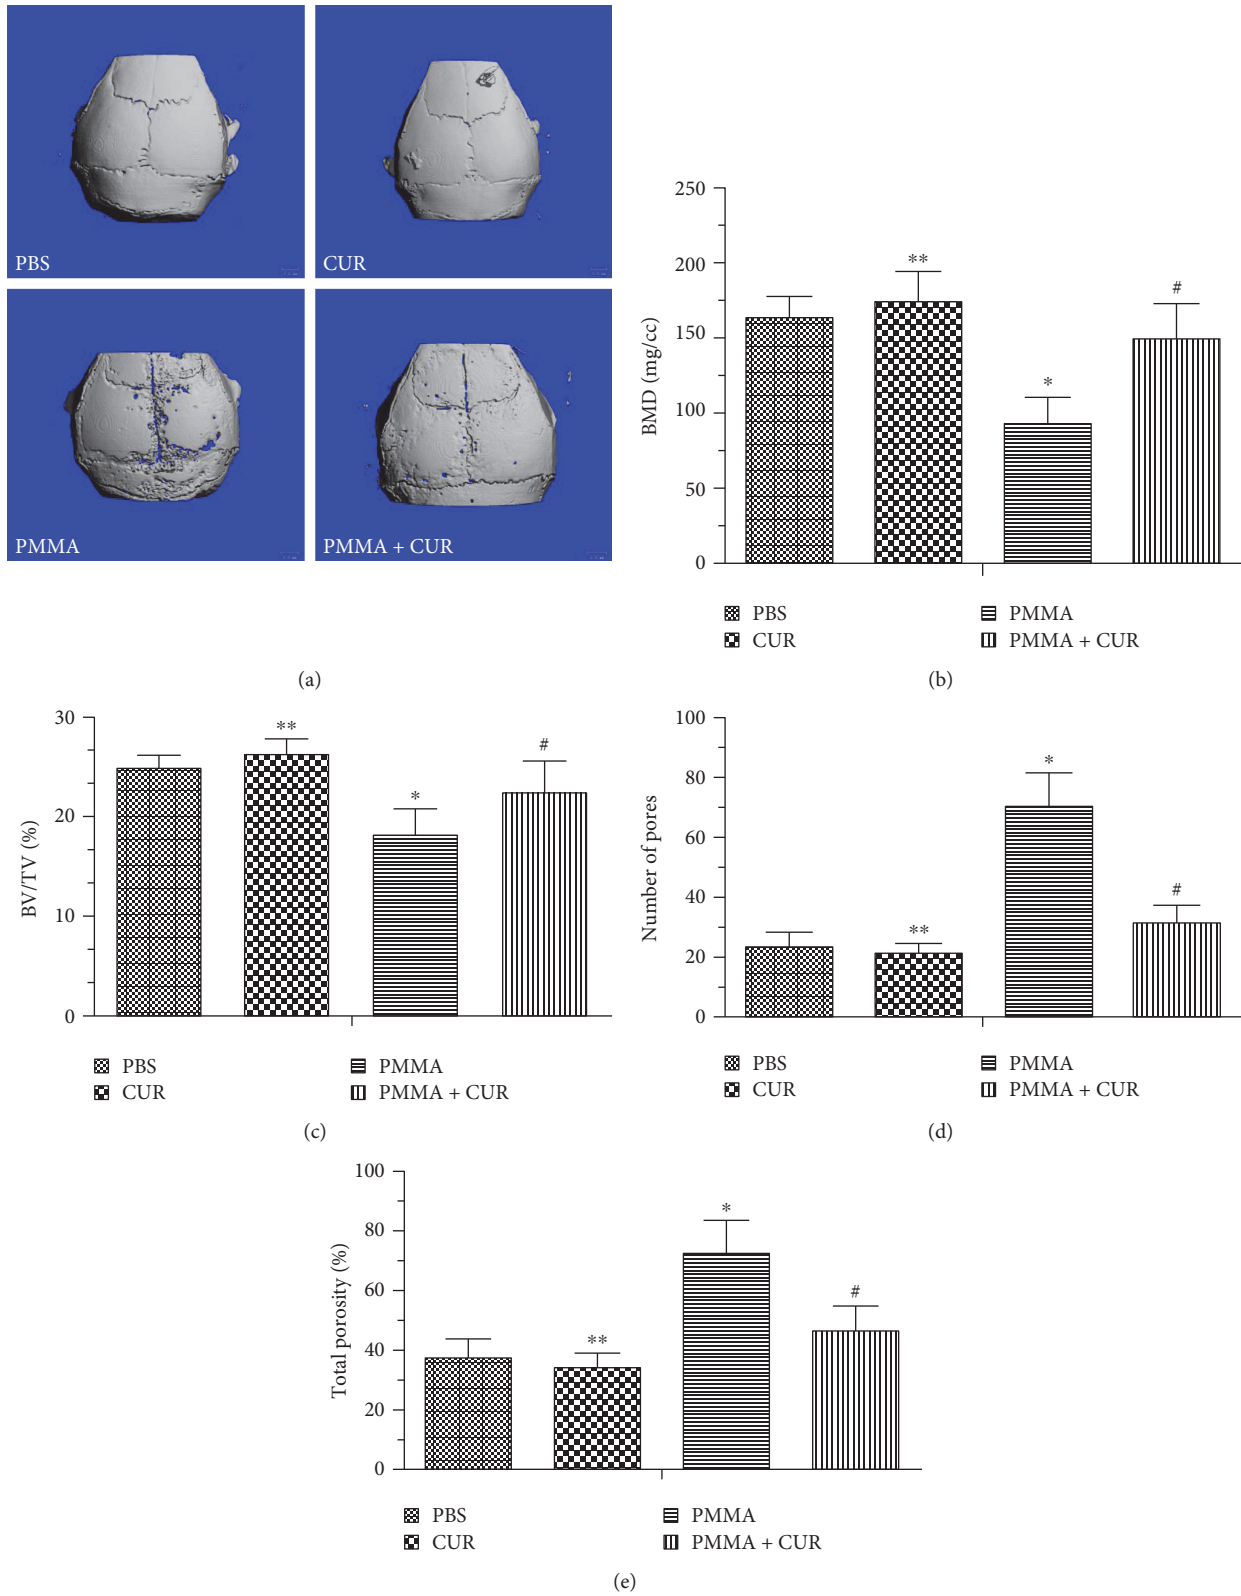 PBS
CUR
PMMA
PMMA + CUR
(a)
250
200
150
100
50
0
BMD (mg/cc)
**
*
#
PBS
PMMA
CUR
PMMA + CUR
(b)
30
20
10
0
BV/TV (%)
**
*
#
PBS
PMMA
CUR
PMMA + CUR
(c)
100
80
60
40
20
0
Number of pores
**
*
#
PBS
PMMA
CUR
PMMA + CUR
(d)
100
80
60
40
20
0
Total porosity (%)
**
*
#
PBS
PMMA
CUR
PMMA + CUR
(e)